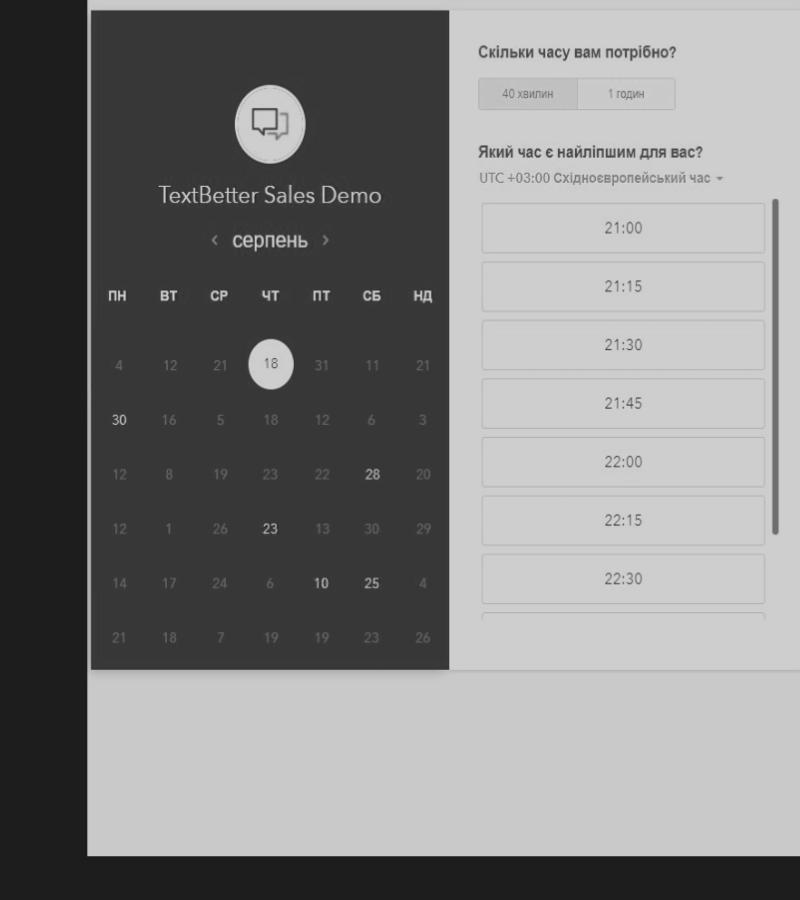 TextBetter Sales Demo
серпень
ПН ВТ СР ЧТ ПТ СБ НД
4 12 21 18 31 11 21
30 16 5 18 12 6 3
12 8 19 23 22 28 20
12 1 26 23 13 30 29
14 17 24 6 10 25 4
21 18 7 19 19 23 26
Скільки часу вам потрібно?
40 хвилин 1 годин
Який час є найліпшим для вас?
UTC +03:00 Східноєвропейський час
21:00
21:15
21:30
21:45
22:00
22:15
22:30